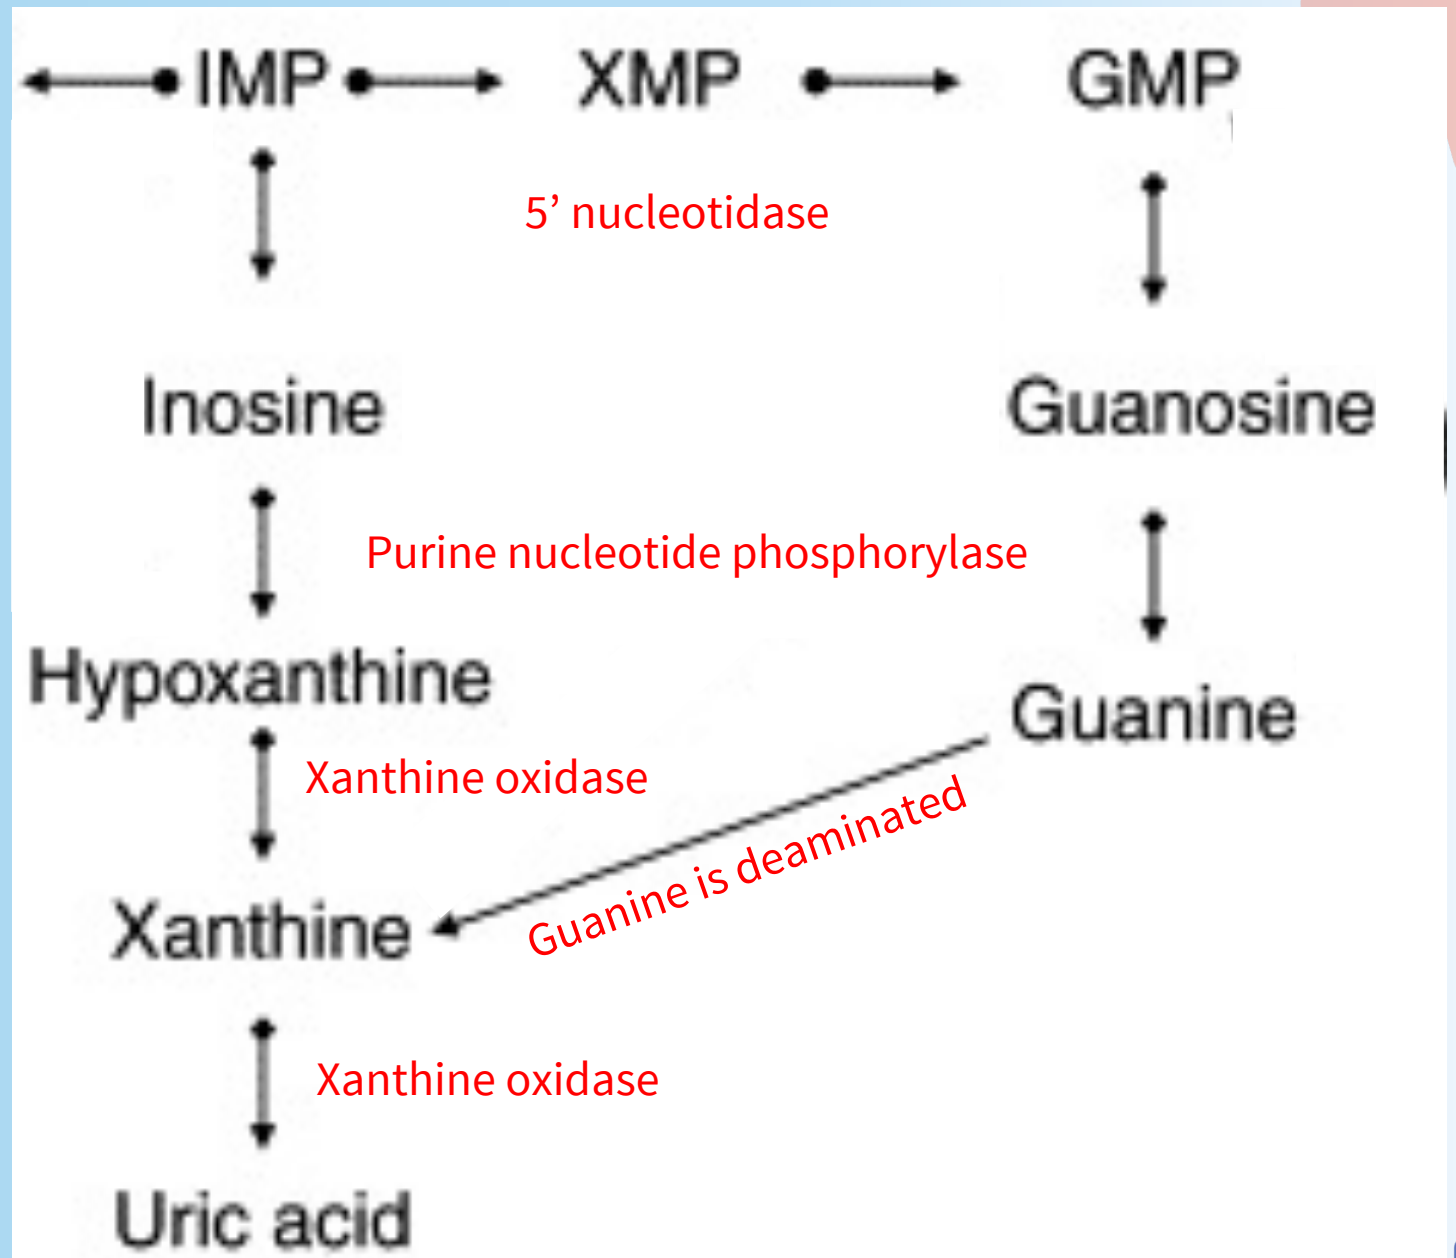 IMP XMP GMP
5’ nucleotidase
Inosine Guanosine
Purine nucleotide phosphorylase
Hypoxanthine Guanine
Xanthine oxidase
Guanine is deaminated
Xanthine
Xanthine oxidase
Uric acid